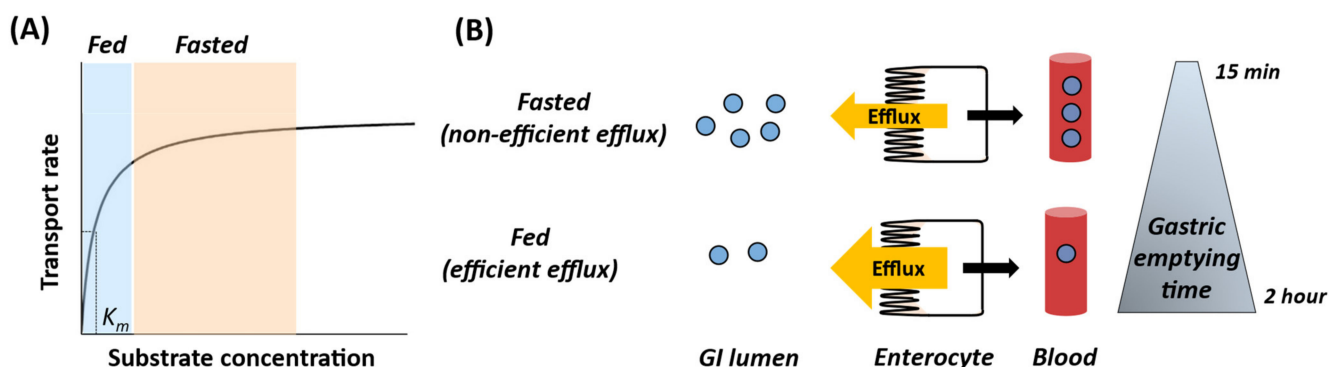 (A)
Fed
Fasted
Transport rate
Km
Substrate concentration
(B)
Fasted
(non-efficient efflux)
Efflux
15 min
Fed
(efficient efflux)
Efflux
Gastric
emptying
time
2 hour
GI lumen
Enterocyte
Blood